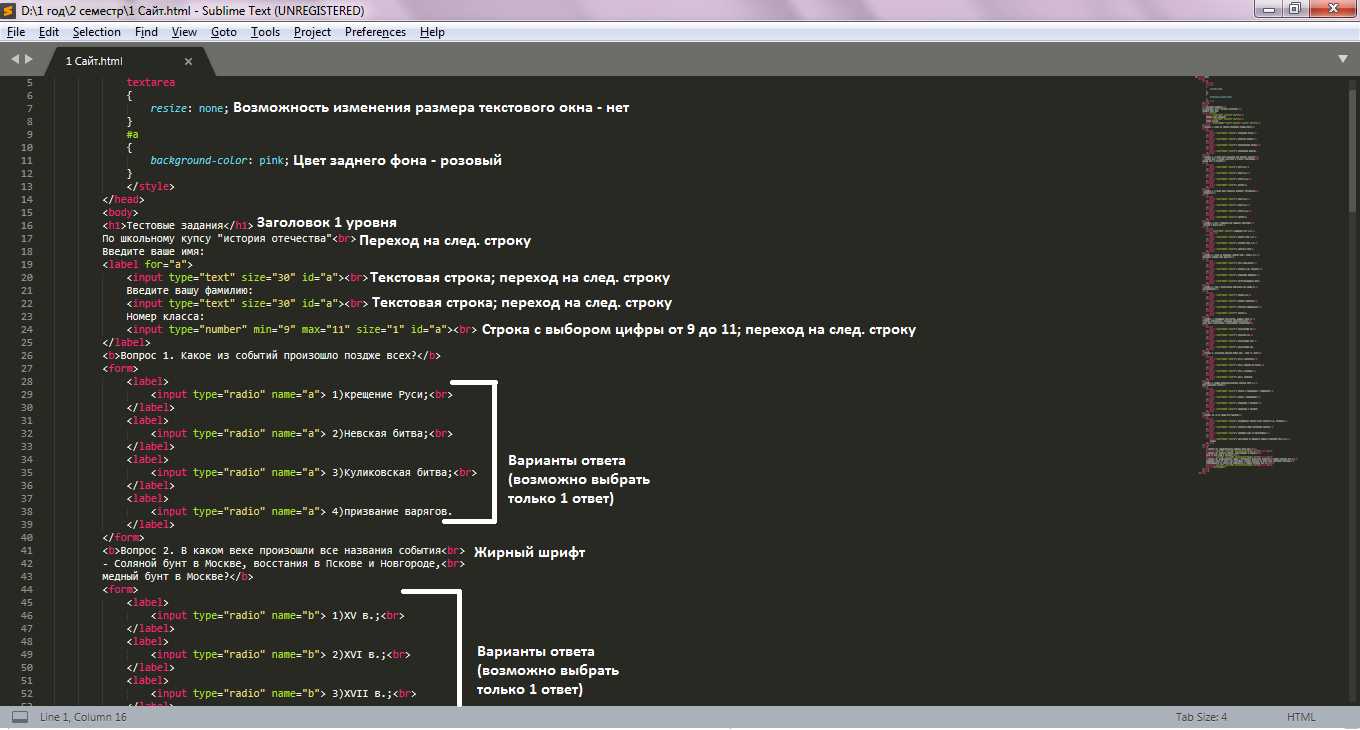 D:\1 год\2 семестр\1 Сайт.html - Sublime Text (UNREGISTERED)
File Edit Selection Find View Goto Tools Project Preferences Help
1 Сайт.html
5 textarea
6 {
7 resize: none; Возможность изменения размера текстового окна - нет
8 }
9 #a
10 {
11 background-color: pink; Цвет заднего фона - розовый
12 }
13 </style>
14 </head>
15 <body>
16 <h1>Тестовые задания</h1> Заголовок 1 уровня
17 По школьному купсу "история отечества"<br> Переход на след. строку
18 Введите ваше имя:
19 <label for="a">
20 <input type="text" size="30" id="a"><br> Текстовая строка; переход на след. строку
21 Введите вашу фамилию:
22 <input type="text" size="30" id="a"><br> Текстовая строка; переход на след. строку
23 Номер класса:
24 <input type="number" min="9" max="11" size="1" id="a"><br> Строка с выбором цифры от 9 до 11; переход на след. строку
25 </label>
26 <b>Вопрос 1. Какое из событий произошло поздже всех?</b>
27 <form>
28 <label>
29 <input type="radio" name="a"> 1)крещение Руси;<br>
30 </label>
31 <label>
32 <input type="radio" name="a"> 2)Невская битва;<br>
33 </label>
34 <label>
35 <input type="radio" name="a"> 3)Куликовская битва;<br>
36 </label>
37 <label>
38 <input type="radio" name="a"> 4)призвание варягов.
39 </label>
Варианты ответа
(возможно выбрать
только 1 ответ)
40 </form>
41 <b>Вопрос 2. В каком веке произошли все названия события<br> Жирный шрифт
42 - Соляной бунт в Москве, восстания в Пскове и Новгороде,<br>
43 медный бунт в Москве?</b>
44 <form>
45 <label>
46 <input type="radio" name="b"> 1)XV в.;<br>
47 </label>
48 <label>
49 <input type="radio" name="b"> 2)XVI в.;<br>
50 </label>
51 <label>
52 <input type="radio" name="b"> 3)XVII в.;<br>
Варианты ответа
(возможно выбрать
только 1 ответ)
Line 1, Column 16 Tab Size: 4 HTML